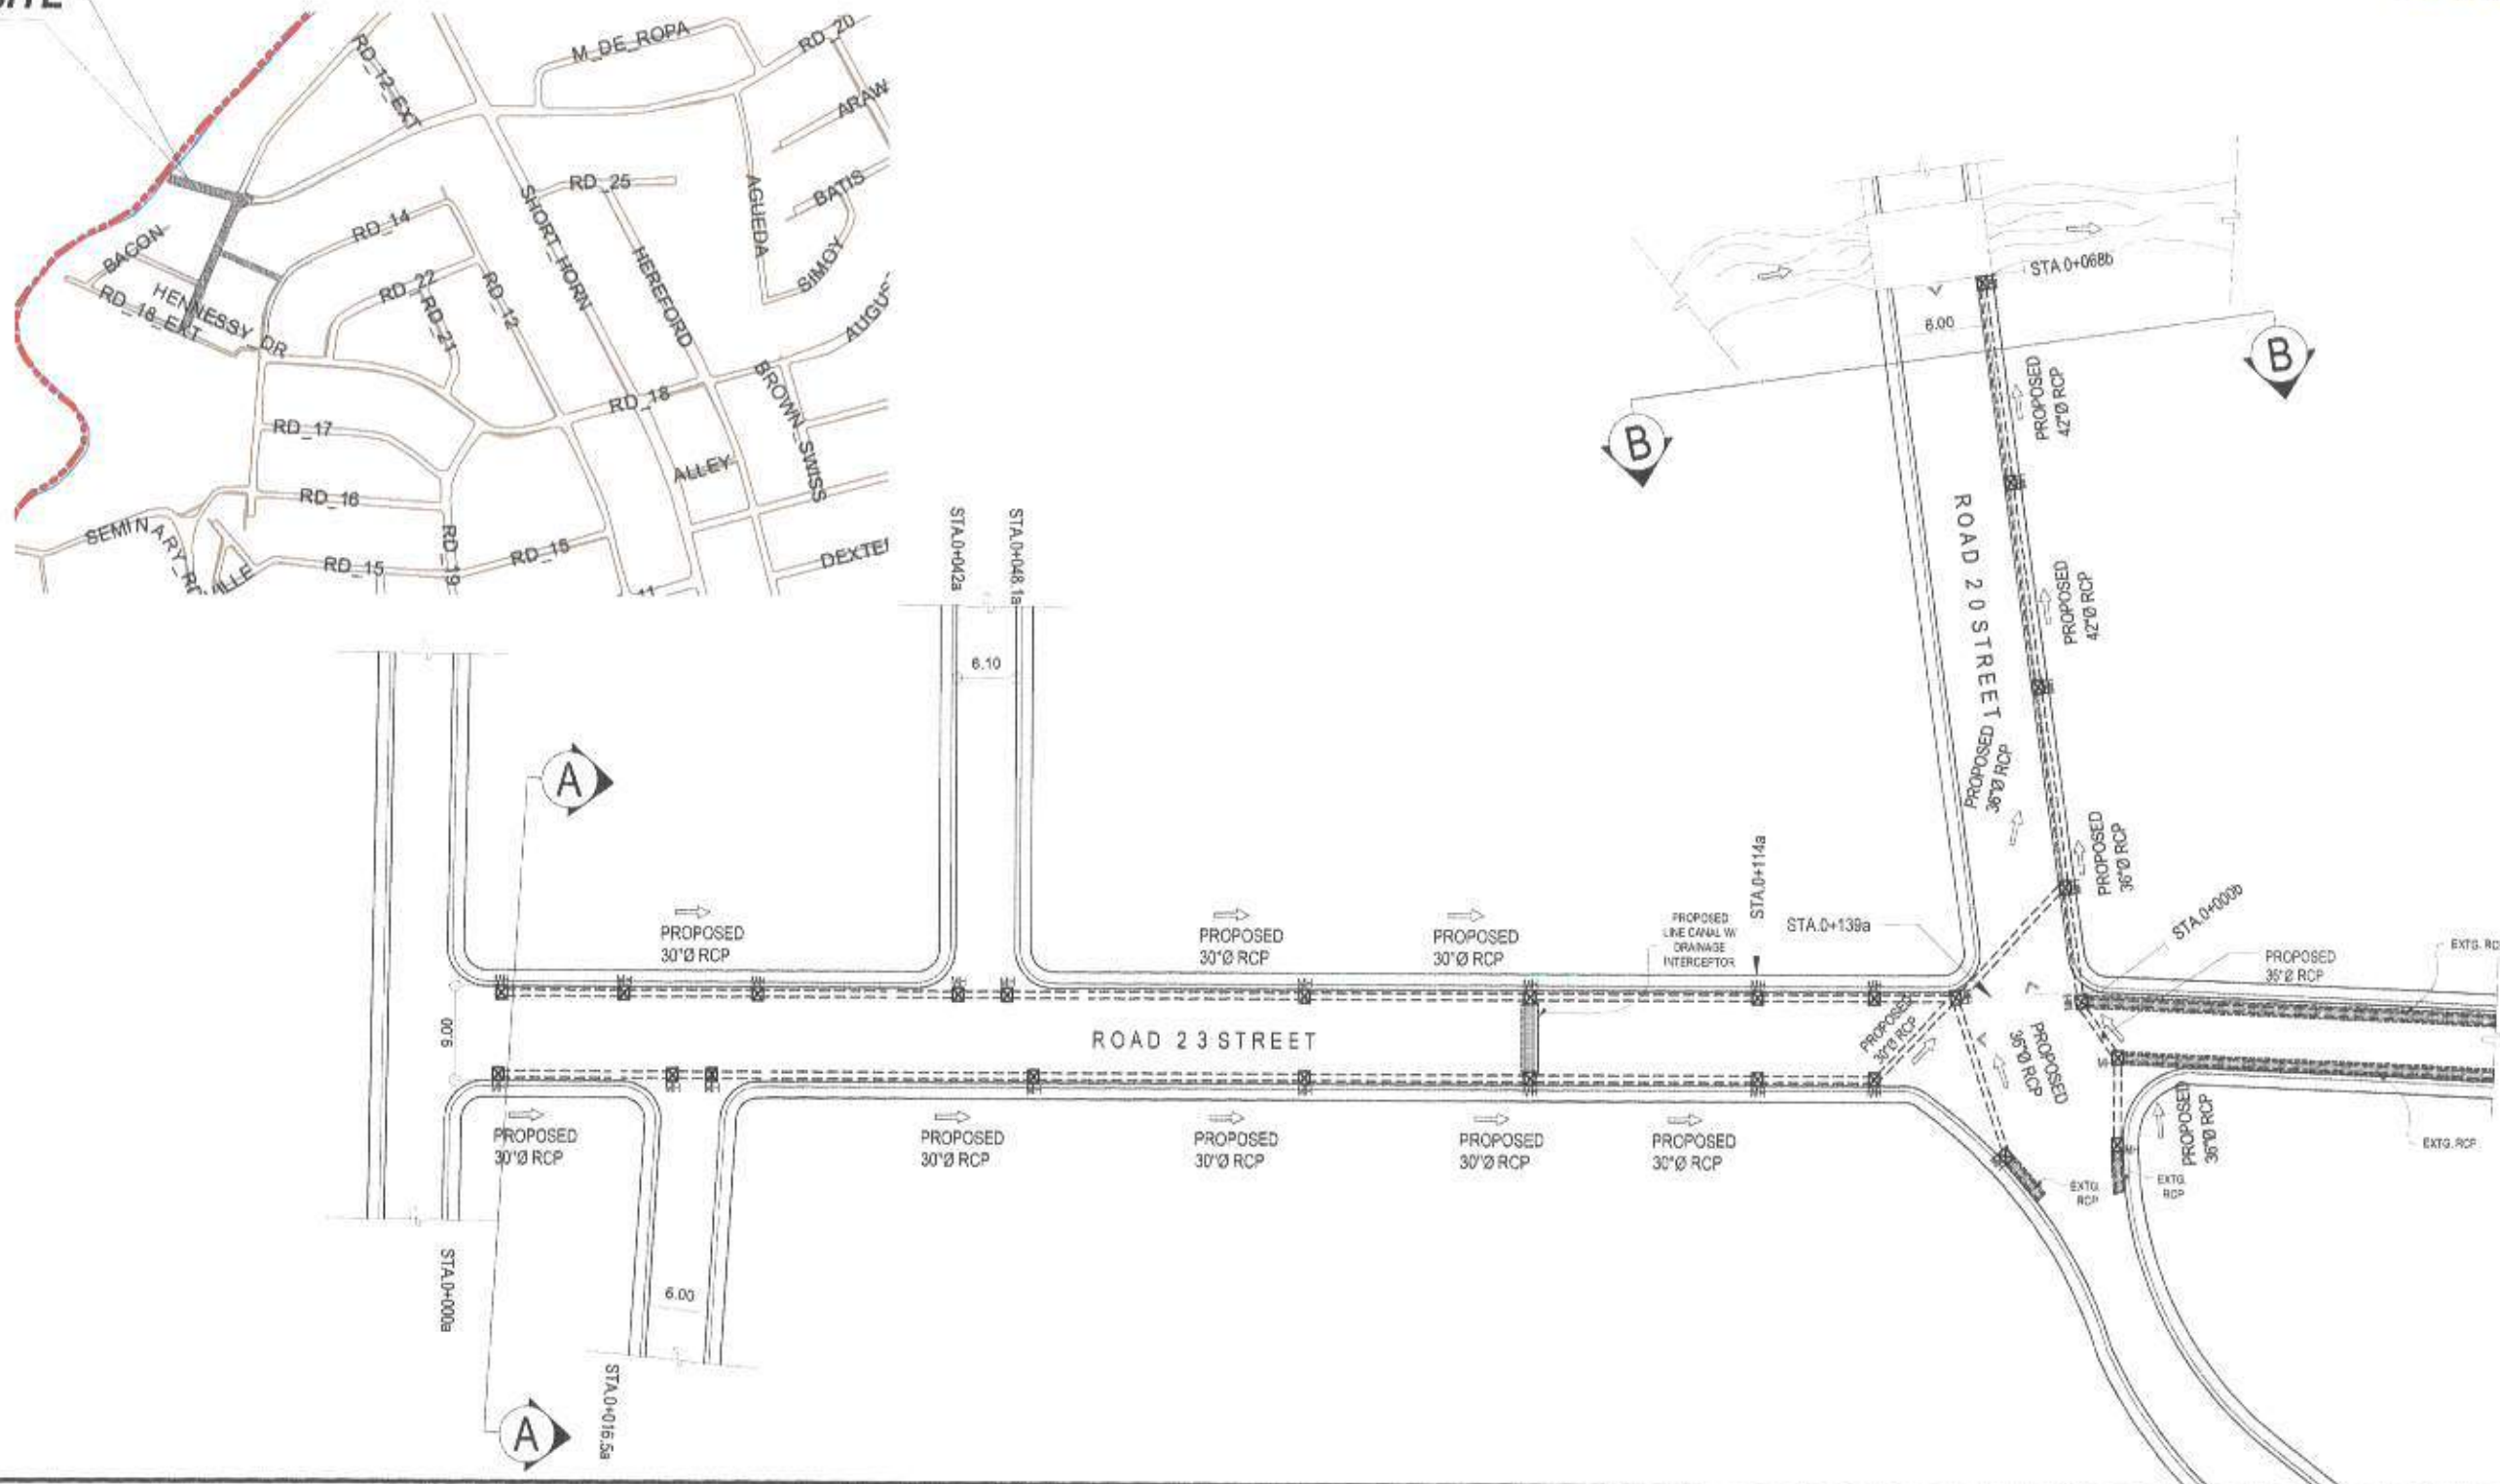 M_DE_ROPA
RD_20
RD_12_EXT
ARAW
RD_25
BATIS
SHORT_HORN
AGUEDA
RD_14
BACON
HEREFORD
SIMOY
RD_22
RD_12
RD_21
HENNESSY_DR
RD_18_EXT
AUGUS
RD_18
BROWN_SWISS
RD_17
ALLEY
RD_16
SEMINARY_RD
VILLE
RD_15
RD_19
RD_15
11
DEXTE
STA.0+042a
STA.0+048.1a
6.10
STA.0+068b
6.00
B
B
PROPOSED
42"Ø RCP
ROAD 20 STREET
PROPOSED
42"Ø RCP
PROPOSED
36"Ø RCP
PROPOSED
36"Ø RCP
A
PROPOSED
30"Ø RCP
PROPOSED
30"Ø RCP
PROPOSED
30"Ø RCP
PROPOSED
LINE CANAL W/
DRAINAGE
INTERCEPTOR
STA.0+114a
STA.0+139a
STA.0+000b
PROPOSED
36"Ø RCP
EXTG. RC
9.00
ROAD 23 STREET
PROPOSED
30"Ø RCP
PROPOSED
36"Ø RCP
PROPOSED
30"Ø RCP
PROPOSED
30"Ø RCP
PROPOSED
30"Ø RCP
PROPOSED
30"Ø RCP
PROPOSED
30"Ø RCP
PROPOSED
36"Ø RCP
EXTG. RCP
EXTG.
RCP
EXTG.
RCP
STA.0+000a
6.00
STA.0+016.5a
A